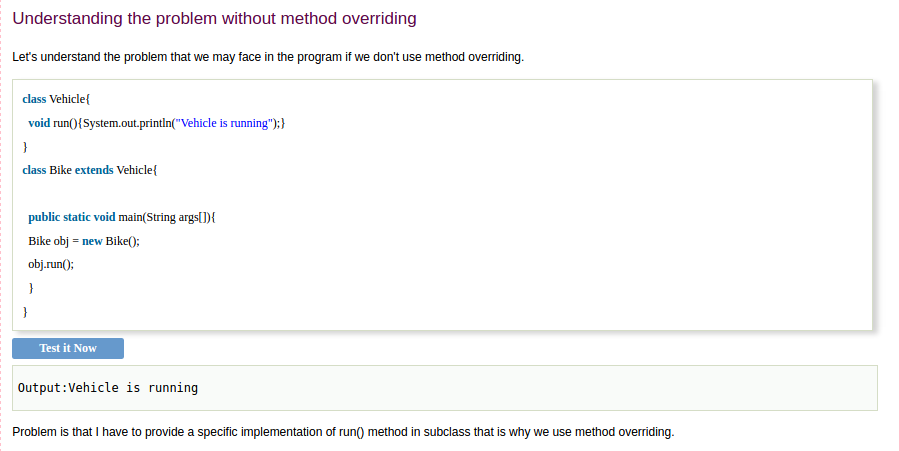 Understanding the problem without method overriding
Let's understand the problem that we may face in the program if we don't use method overriding.
class Vehicle{
void run(){System.out.println("Vehicle is running");}
}
class Bike extends Vehicle{
public static void main(String args[]){
Bike obj = new Bike();
obj.run();
}
}
Test it Now
Output:Vehicle is running
Problem is that I have to provide a specific implementation of run() method in subclass that is why we use method overriding.